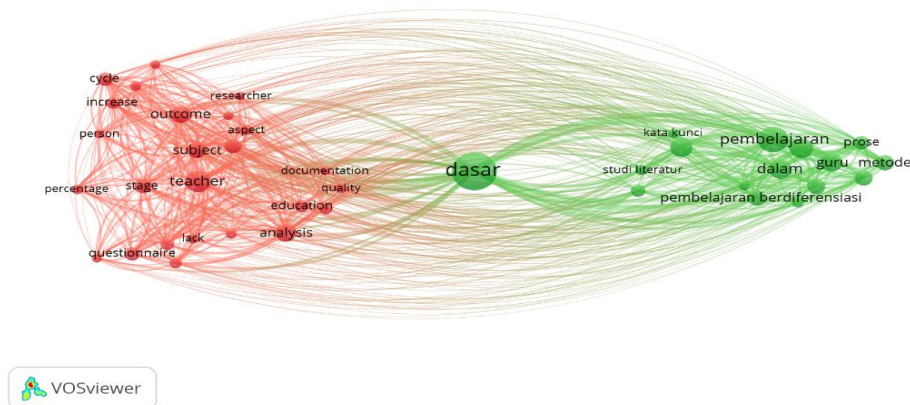 cycle
increase
researcher
outcome
aspect
person
subject
documentation
teacher
stage
percentage
quality
education
lack
analysis
questionnaire
dasar
kata kunci
pembelajaran
prose
studi literatur
dalam
guru
metode
pembelajaran berdiferensiasi
VOSviewer